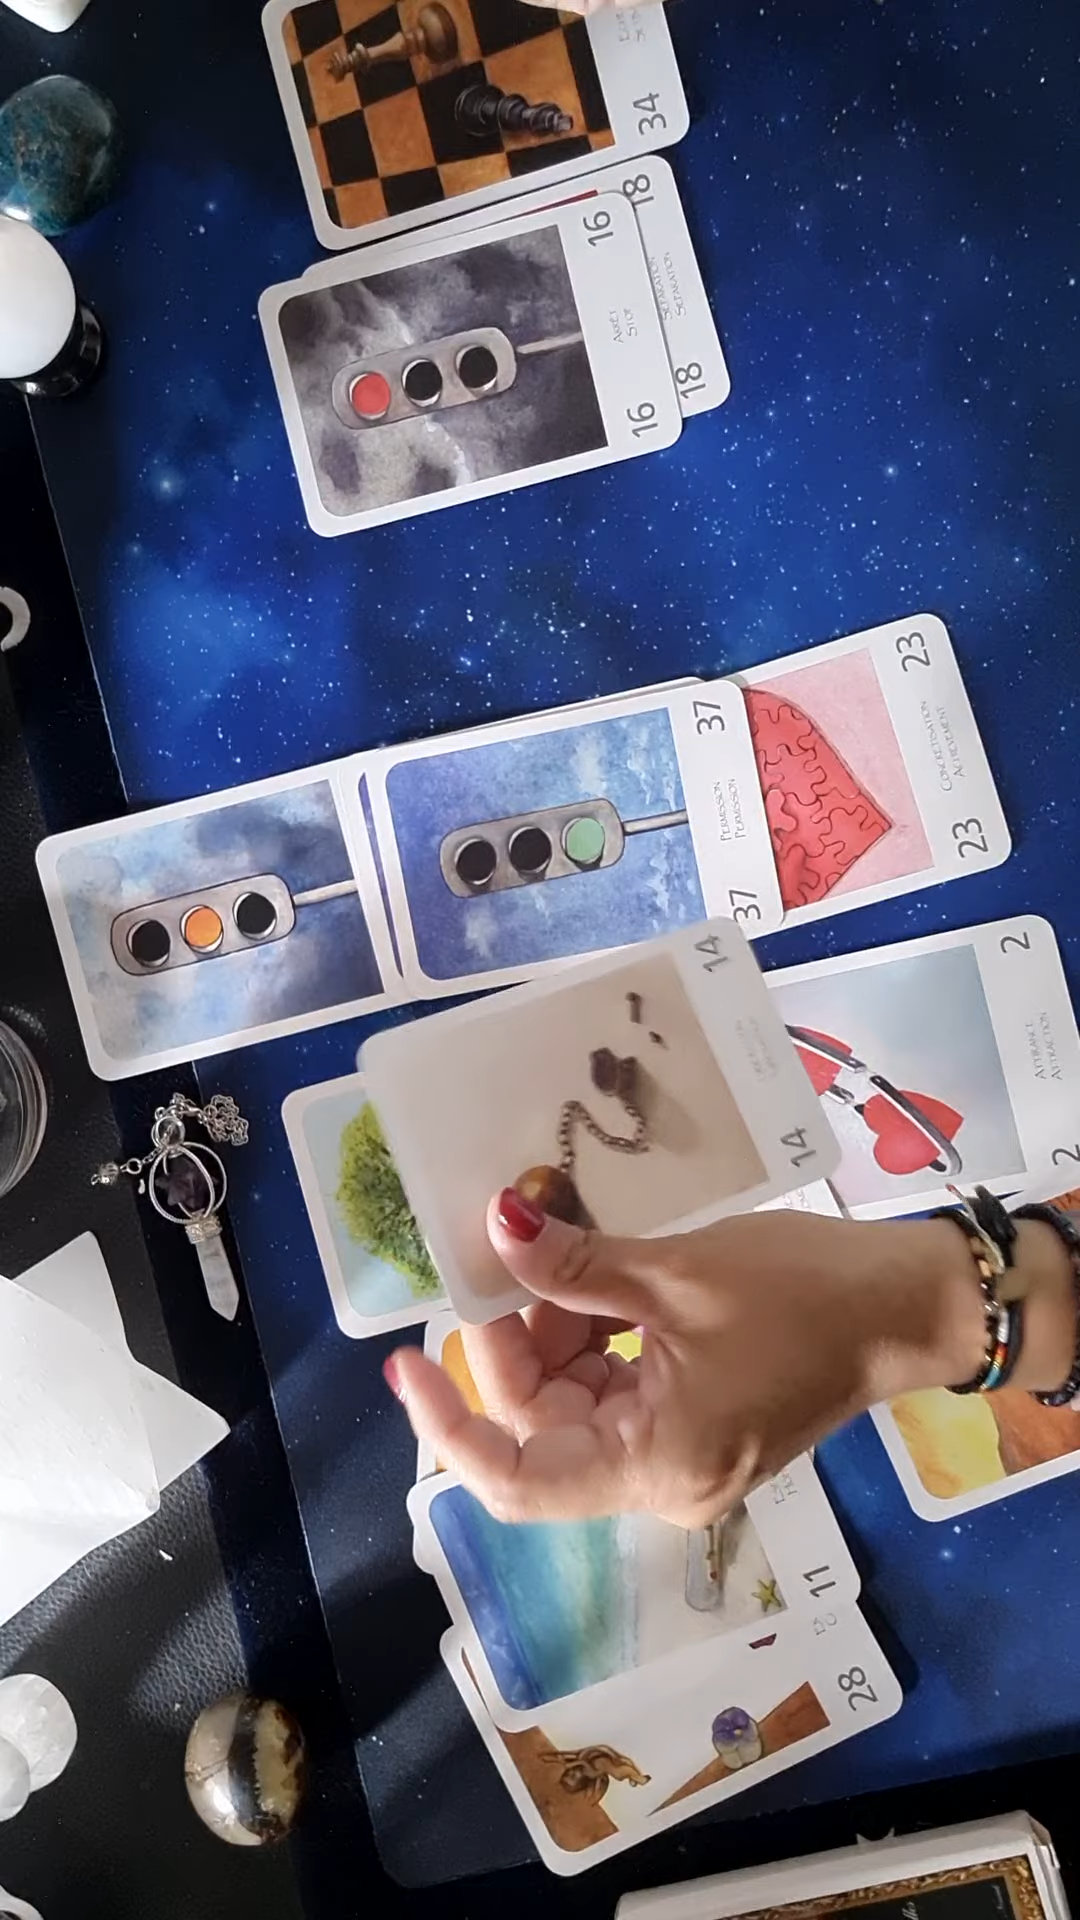 34
18
SÉPARATION
SEPARATION
18
16
ARRÊT
STOP
16
23
CONCRÉTISATION
ACHIEVEMENT
23
37
PERMISSION
PERMISSION
37
2
ATTIRANCE
ATTRACTION
2
14
14
11
28